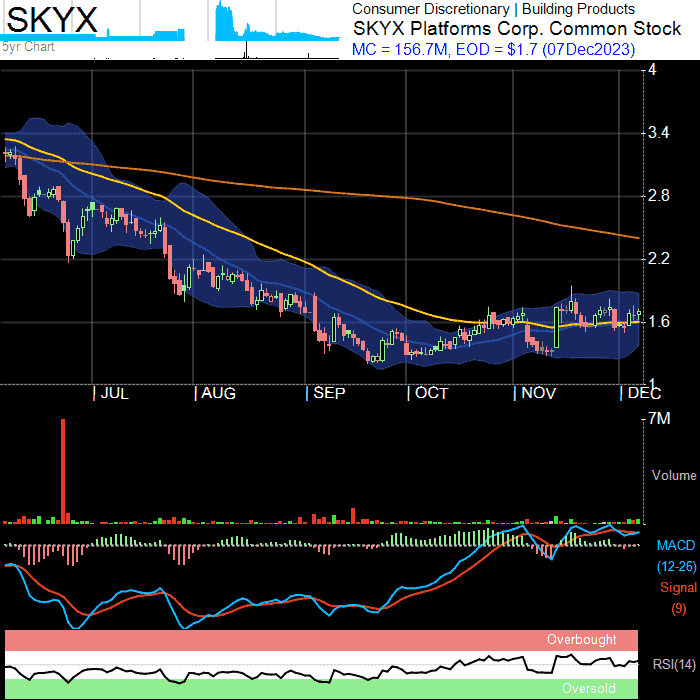 SKYX
5yr Chart
Consumer Discretionary | Building Products
SKYX Platforms Corp. Common Stock
MC = 156.7M, EOD = $1.7 (07Dec2023)
4
3.4
2.8
2.2
1.6
1
| JUL
| AUG
| SEP
| OCT
| NOV
| DEC
7M
Volume
MACD
(12-26)
Signal
(9)
Overbought
RSI(14)
Oversold